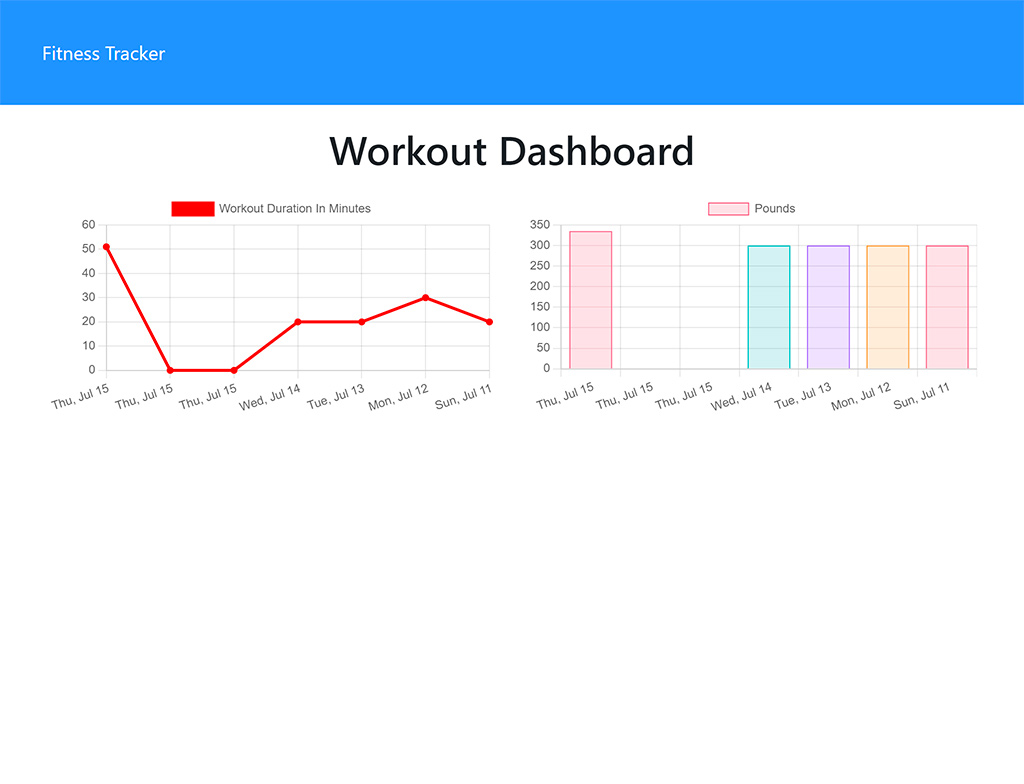 Fitness Tracker
Workout Dashboard
Workout Duration In Minutes
60
50
40
30
20
10
0
Thu, Jul 15
Thu, Jul 15
Thu, Jul 15
Wed, Jul 14
Tue, Jul 13
Mon, Jul 12
Sun, Jul 11
Pounds
350
300
250
200
150
100
50
0
Thu, Jul 15
Thu, Jul 15
Thu, Jul 15
Wed, Jul 14
Tue, Jul 13
Mon, Jul 12
Sun, Jul 11